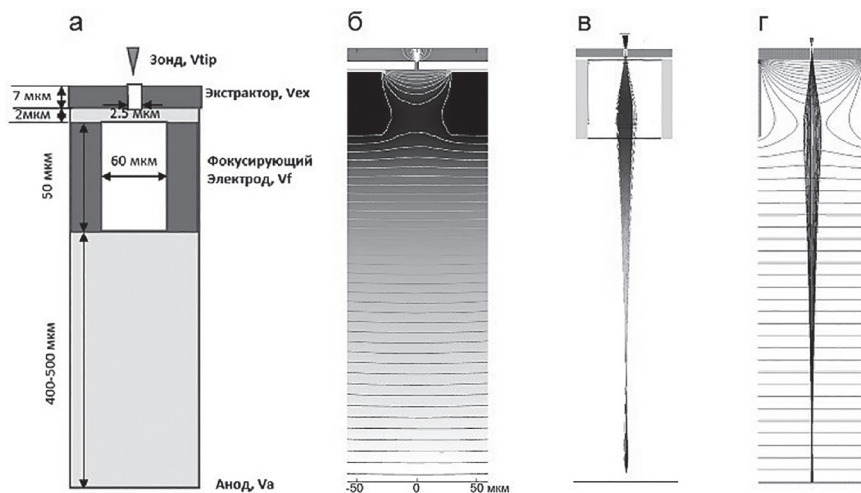 а
б
в
г
Зонд, Vtip
7 мкм
Экстрактор, Vex
2мкм
2.5 мкм
50 мкм
60 мкм
Фокусирующий
Электрод, Vf
400-500 мкм
Анод, Va
-50
0
50 мкм